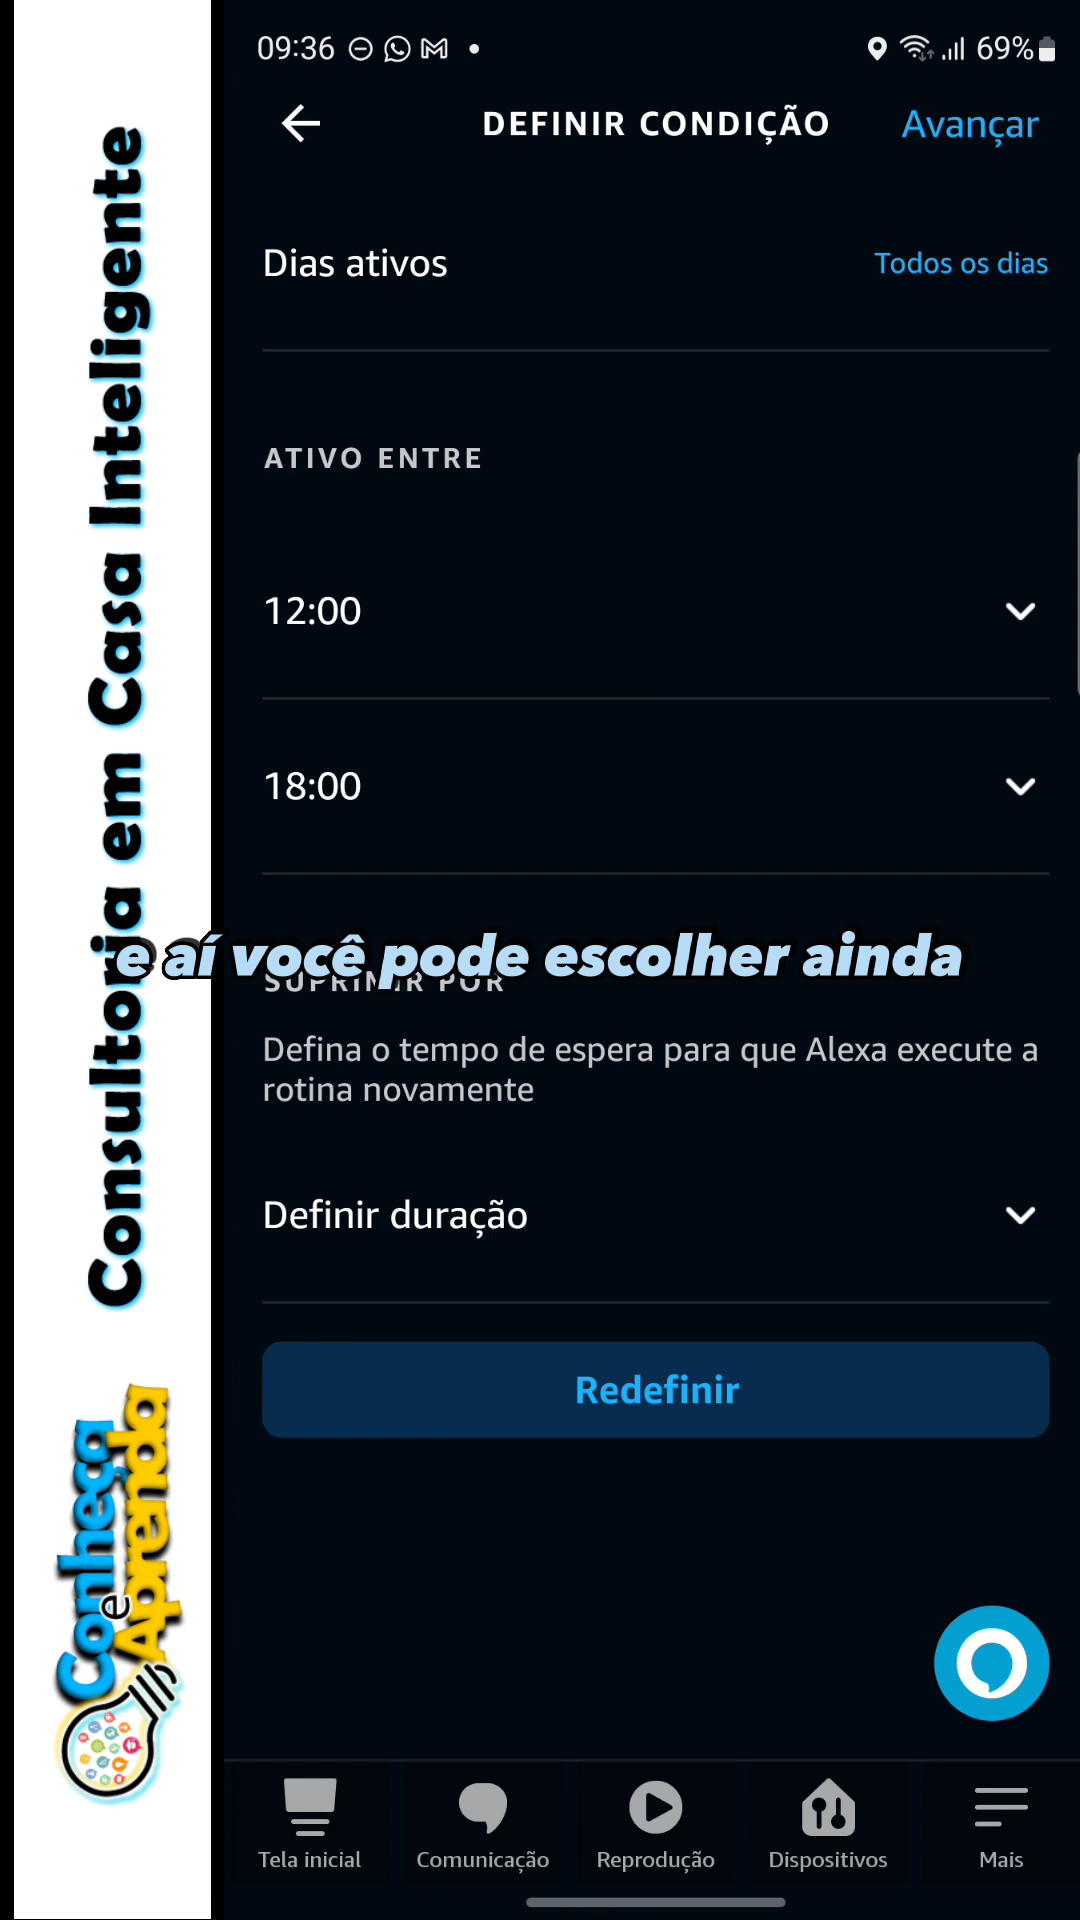 09:36
69%
DEFINIR CONDIÇÃO
Avançar
Dias ativos
Todos os dias
ATIVO ENTRE
12:00
18:00
e aí você pode escolher ainda
SUPRIMIR POR
Defina o tempo de espera para que Alexa execute a
rotina novamente
Definir duração
Redefinir
Tela inicial
Comunicação
Reprodução
Dispositivos
Mais
Consultoria em Casa Inteligente
Conheça
e
Aprenda